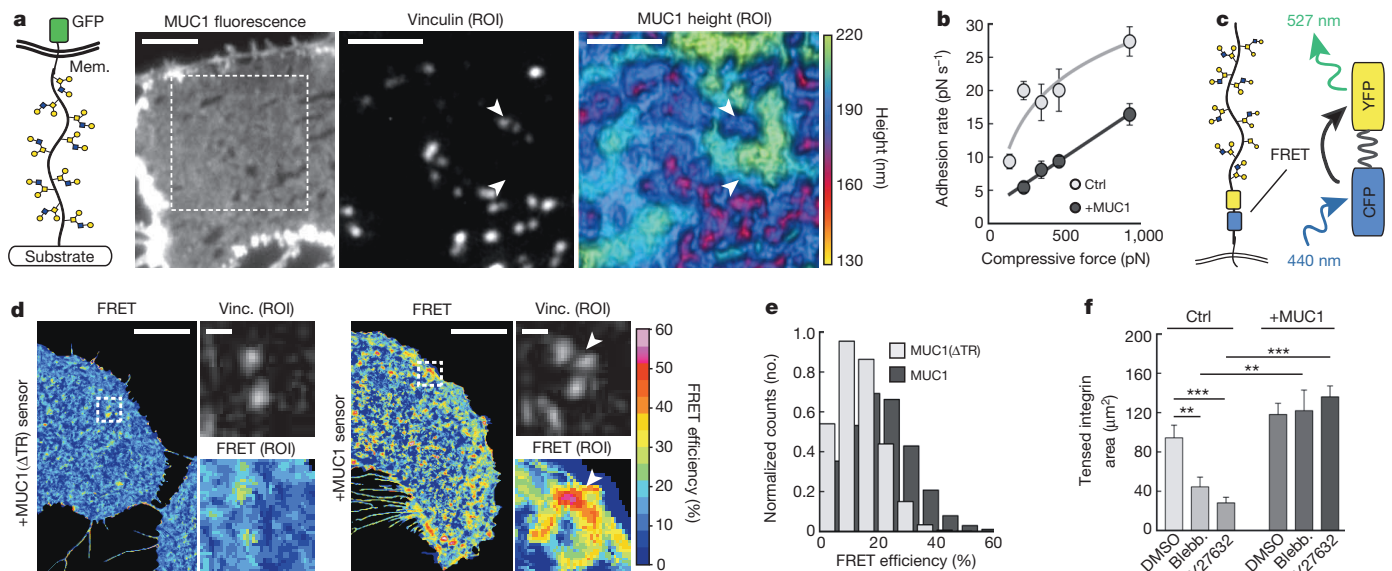 a
GFP
Mem.
Substrate
MUC1 fluorescence
Vinculin (ROI)
MUC1 height (ROI)
220
190
160
130
Height (nm)
b
Adhesion rate (pN s⁻¹)
30
25
20
15
10
5
0
500
1,000
Ctrl
+MUC1
Compressive force (pN)
c
527 nm
YFP
FRET
CFP
440 nm
d
FRET
Vinc. (ROI)
+MUC1(ΔTR) sensor
FRET (ROI)
FRET
Vinc. (ROI)
+MUC1 sensor
FRET (ROI)
60
50
40
30
20
10
0
FRET efficiency (%)
e
Normalized counts (no.)
1.0
0.8
0.6
0.4
0.2
0
0
20
40
60
MUC1(ΔTR)
MUC1
FRET efficiency (%)
f
Ctrl
+MUC1
Tensed integrin
area (μm²)
200
160
120
80
40
0
***
**
***
**
DMSO
Blebb.
Y27632
DMSO
Blebb.
Y27632